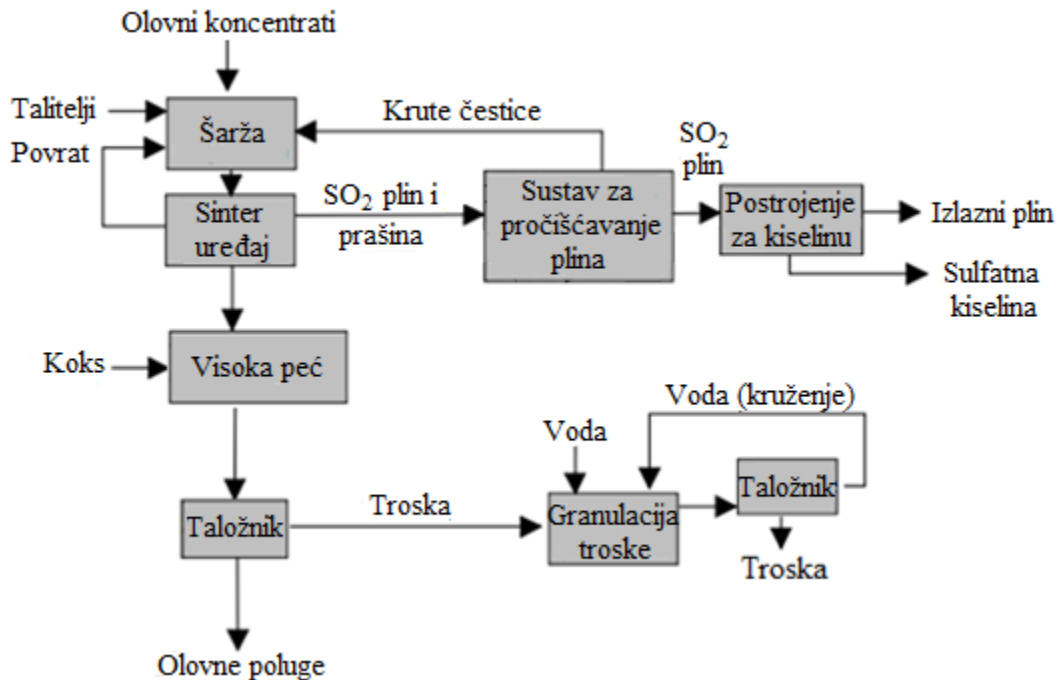 Olovni koncentrati
Talitelji
Povrat
Šarža
Krute čestice
SO2
plin
Sinter
uređaj
SO2 plin i
prašina
Sustav za
pročišćavanje
plina
Postrojenje
za kiselinu
Izlazni plin
Sulfatna
kiselina
Koks
Visoka peć
Voda (kruženje)
Voda
Taložnik
Troska
Granulacija
troske
Taložnik
Troska
Olovne poluge